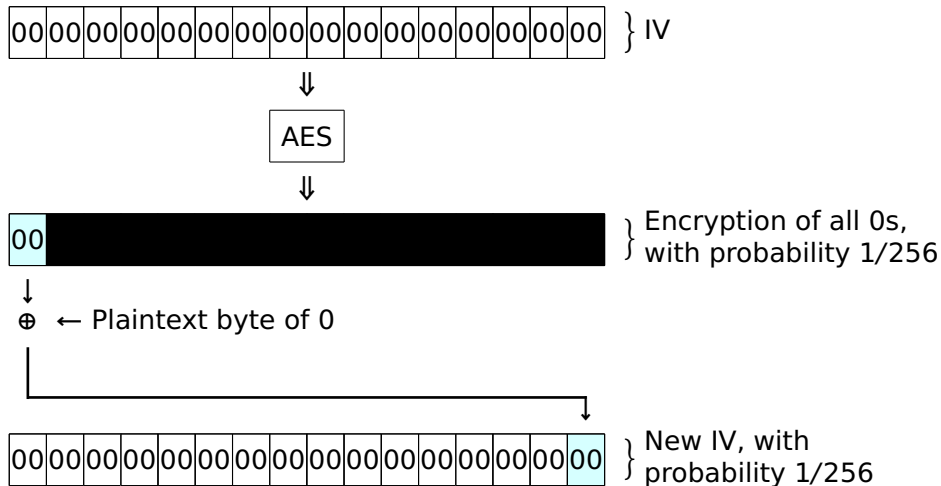 00 00 00 00 00 00 00 00 00 00 00 00 00 00 00 00 } IV
⇓
AES
⇓
00 } Encryption of all 0s,
with probability 1/256
↓
⊕ ← Plaintext byte of 0
00 00 00 00 00 00 00 00 00 00 00 00 00 00 00 00 } New IV, with
probability 1/256